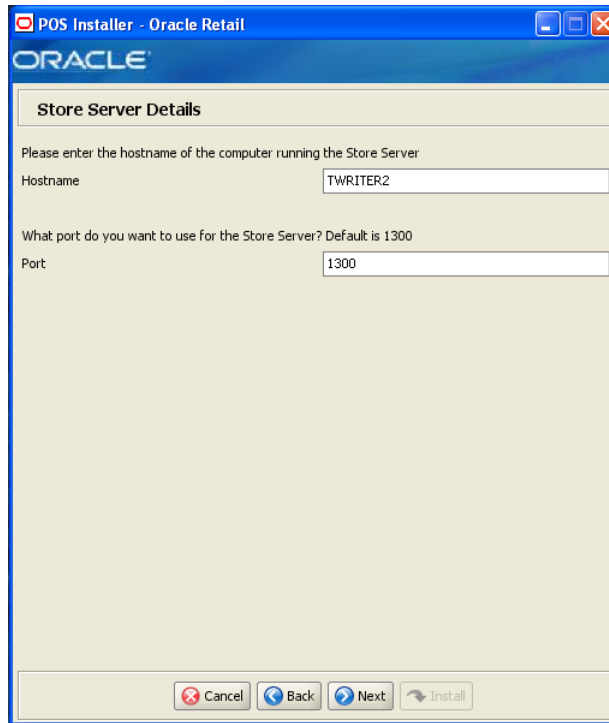 POS Installer - Oracle Retail
ORACLE
Store Server Details
Please enter the hostname of the computer running the Store Server
Hostname TWRITER2
What port do you want to use for the Store Server? Default is 1300
Port 1300
Cancel Back Next Install